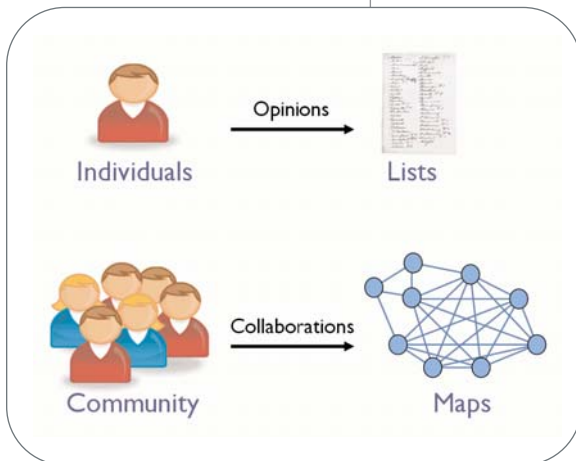 Opinions
Individuals
Lists
Collaborations
Community
Maps